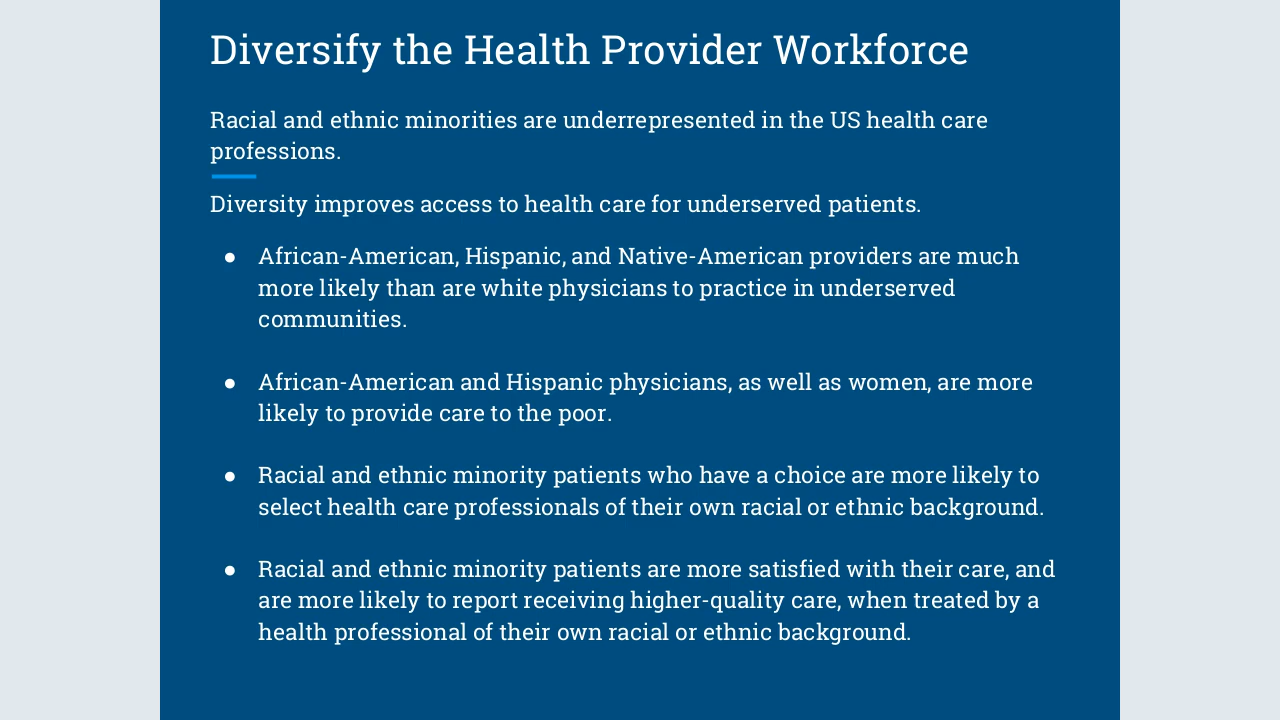 Diversify the Health Provider Workforce
Racial and ethnic minorities are underrepresented in the US health care
professions.
Diversity improves access to health care for underserved patients.
● African-American, Hispanic, and Native-American providers are much
more likely than are white physicians to practice in underserved
communities.
● African-American and Hispanic physicians, as well as women, are more
likely to provide care to the poor.
● Racial and ethnic minority patients who have a choice are more likely to
select health care professionals of their own racial or ethnic background.
● Racial and ethnic minority patients are more satisfied with their care, and
are more likely to report receiving higher-quality care, when treated by a
health professional of their own racial or ethnic background.